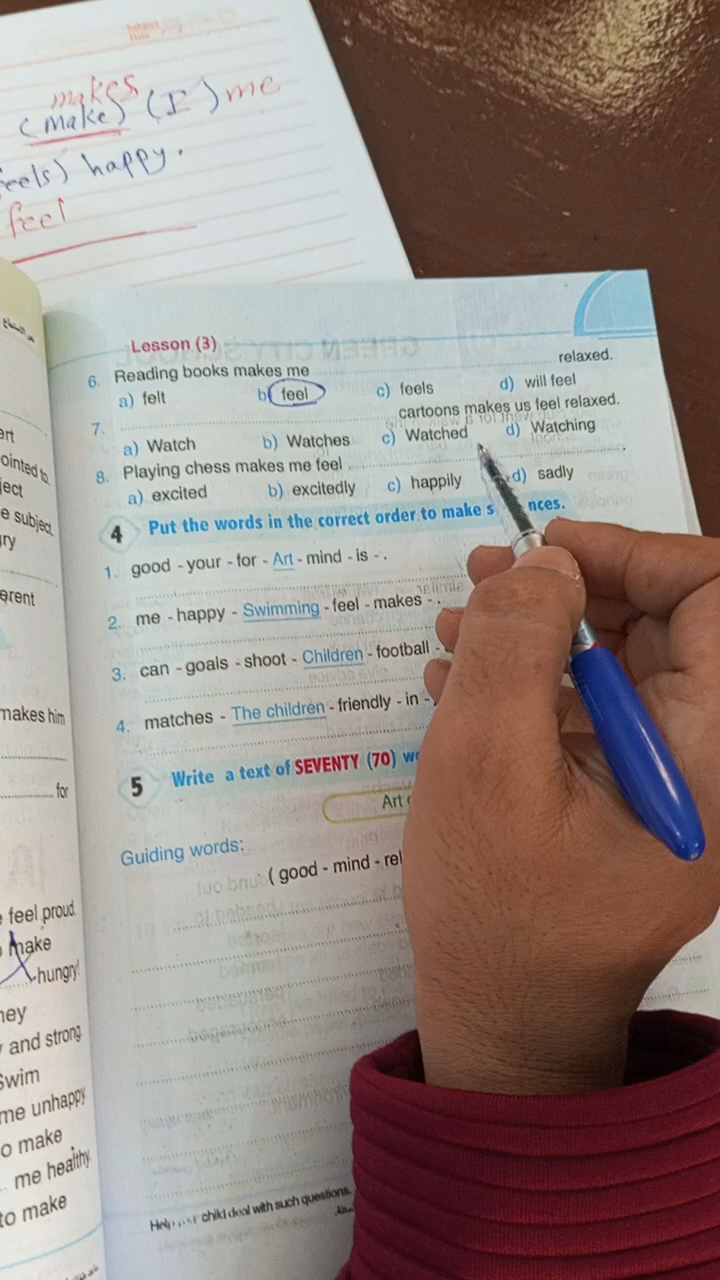 makes
(make) (I) me
happy.
feel
Lesson (3)
6. Reading books makes me relaxed.
a) felt b) feel c) feels d) will feel
7. cartoons makes us feel relaxed.
a) Watch b) Watches c) Watched d) Watching
8. Playing chess makes me feel .
a) excited b) excitedly c) happily d) sadly
4 Put the words in the correct order to make s nces.
1. good - your - for - Art - mind - is - .
2. me - happy - Swimming - feel - makes - .
3. can - goals - shoot - Children - football -
4. matches - The children - friendly - in -
5 Write a text of SEVENTY (70)
Art
Guiding words:
( good - mind - rel
child deal with such questions.
ject
e subject.
ry
erent
makes him
for
feel proud.
make
hungry!
and strong.
me unhappy
o make
me healthy.
to make